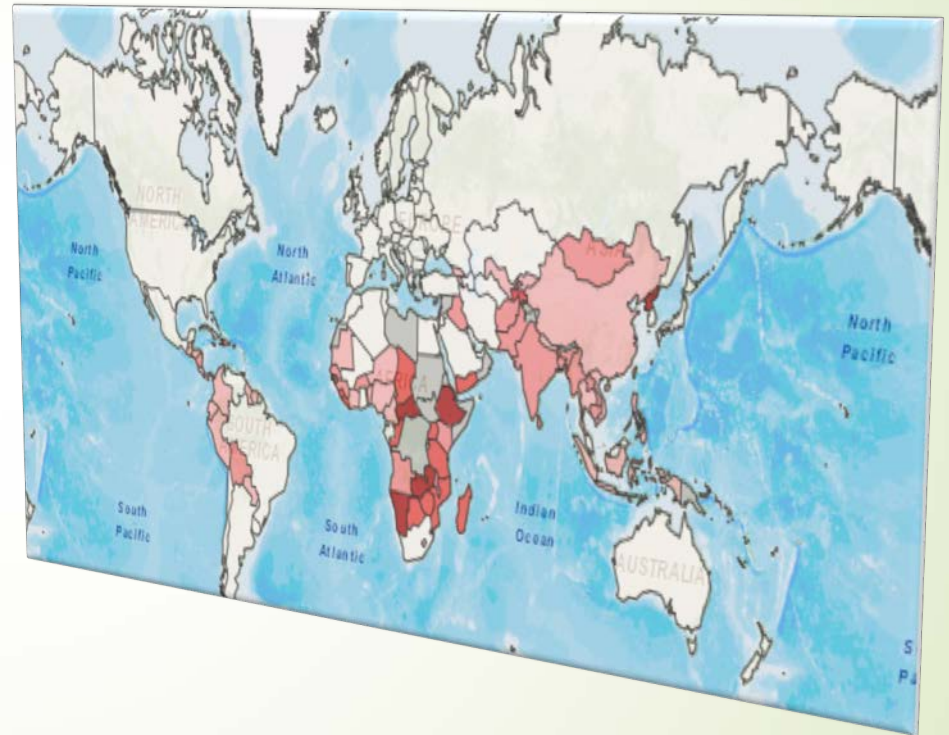 NORTH
AMERICA
EUROPE
ASIA
North
Pacific
North
Atlantic
North
Pacific
AFRICA
SOUTH
AMERICA
South
Pacific
South
Atlantic
Indian
Ocean
AUSTRALIA
S
Pa